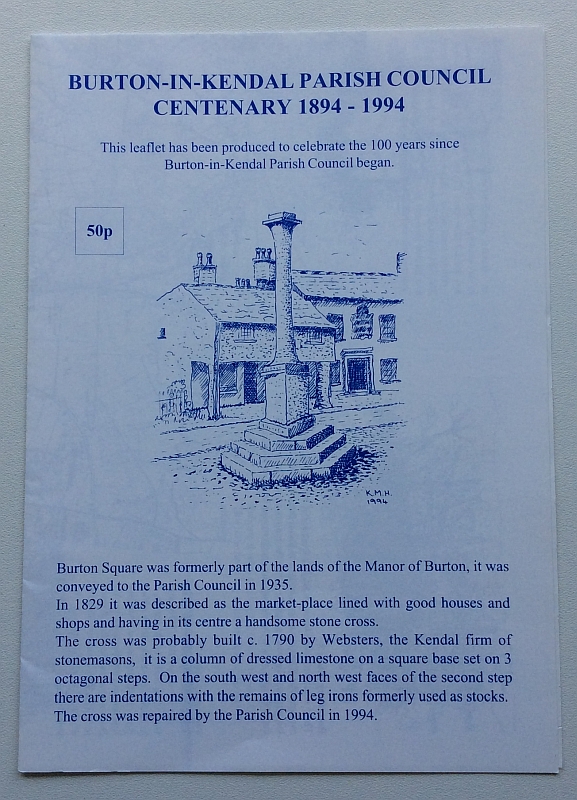 BURTON-IN-KENDAL PARISH COUNCIL
CENTENARY 1894 - 1994
This leaflet has been produced to celebrate the 100 years since
Burton-in-Kendal Parish Council began.
50p
K.M.H.
1994
Burton Square was formerly part of the lands of the Manor of Burton, it was
conveyed to the Parish Council in 1935.
In 1829 it was described as the market-place lined with good houses and
shops and having in its centre a handsome stone cross.
The cross was probably built c. 1790 by Websters, the Kendal firm of
stonemasons, it is a column of dressed limestone on a square base set on 3
octagonal steps. On the south west and north west faces of the second step
there are indentations with the remains of leg irons formerly used as stocks.
The cross was repaired by the Parish Council in 1994.